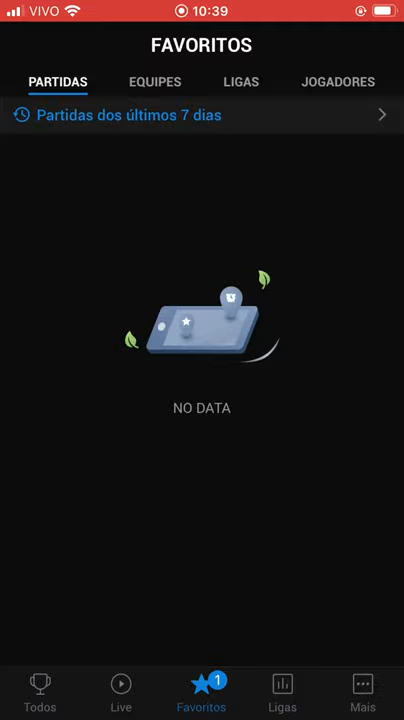 VIVO 10:39
FAVORITOS
PARTIDAS EQUIPES LIGAS JOGADORES
Partidas dos últimos 7 dias
NO DATA
1
Todos Live Favoritos Ligas Mais